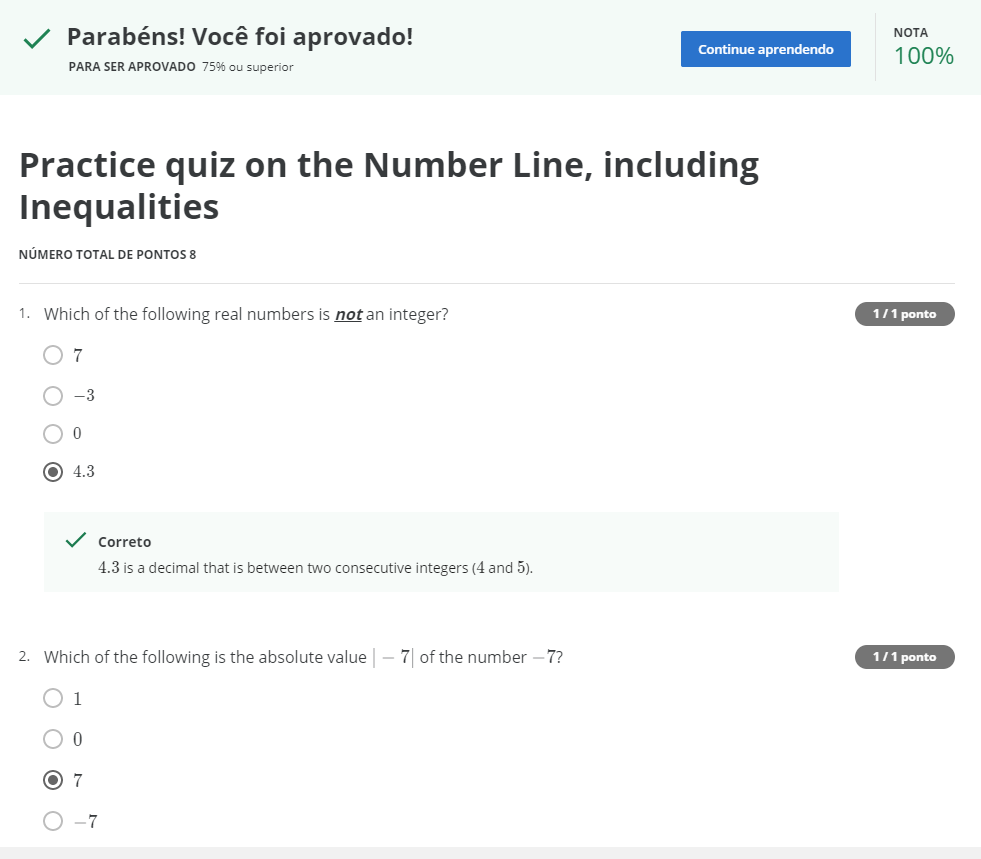 Parabéns! Você foi aprovado!
PARA SER APROVADO 75% ou superior
Continue aprendendo
NOTA
100%
Practice quiz on the Number Line, including
Inequalities
NÚMERO TOTAL DE PONTOS 8
1. Which of the following real numbers is not an integer?
1 / 1 ponto
7
−3
0
4.3
Correto
4.3 is a decimal that is between two consecutive integers (4 and 5).
2. Which of the following is the absolute value | − 7| of the number −7?
1 / 1 ponto
1
0
7
−7